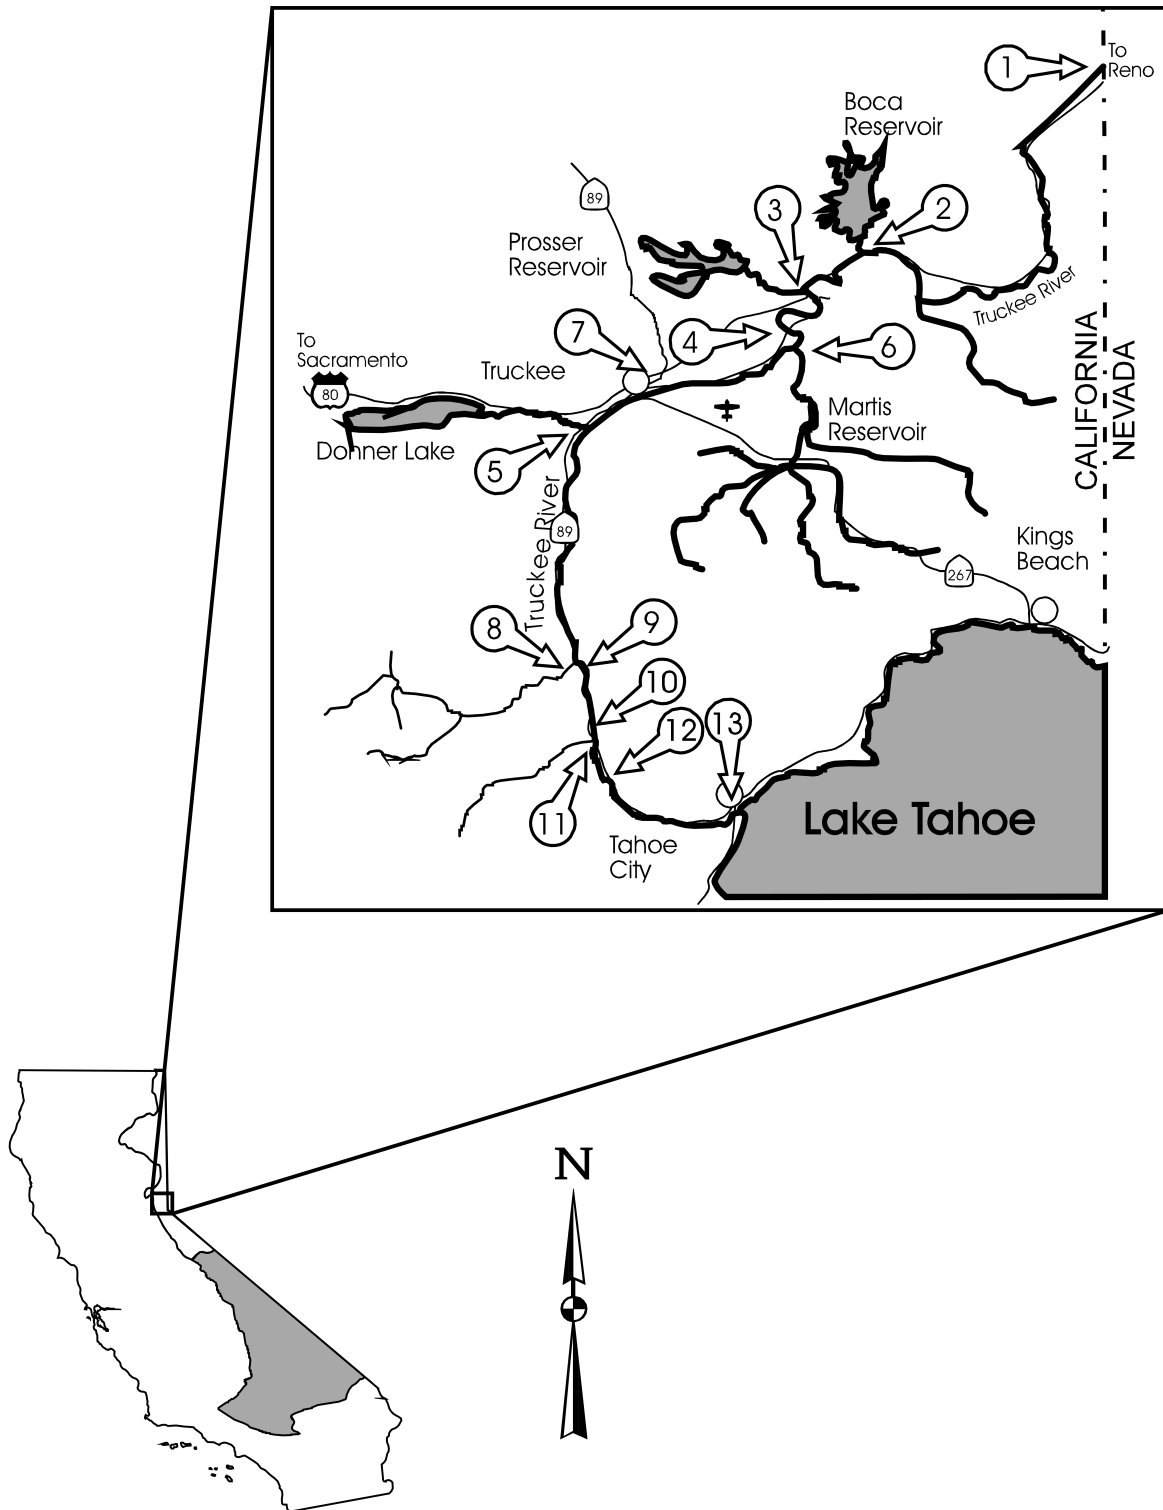 To
Reno
1
Boca
Reservoir
89
3
2
Prosser
Reservoir
Truckee River
7
4
6
To
Sacramento
80
Truckee
CALIFORNIA
NEVADA
Donner Lake
Martis
Reservoir
5
Truckee River
89
Kings
Beach
267
8
9
10
12
13
11
Lake Tahoe
Tahoe
City
N